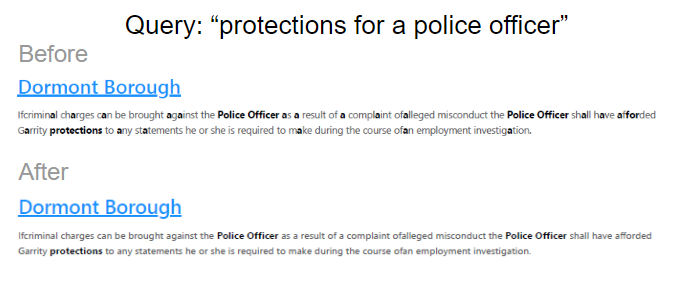 Query: “protections for a police officer”
Before
Dormont Borough
Ifcriminal charges can be brought against the Police Officer as a result of a complaint ofalleged misconduct the Police Officer shall have afforded
Garrity protections to any statements he or she is required to make during the course ofan employment investigation.
After
Dormont Borough
Ifcriminal charges can be brought against the Police Officer as a result of a complaint ofalleged misconduct the Police Officer shall have afforded
Garrity protections to any statements he or she is required to make during the course ofan employment investigation.